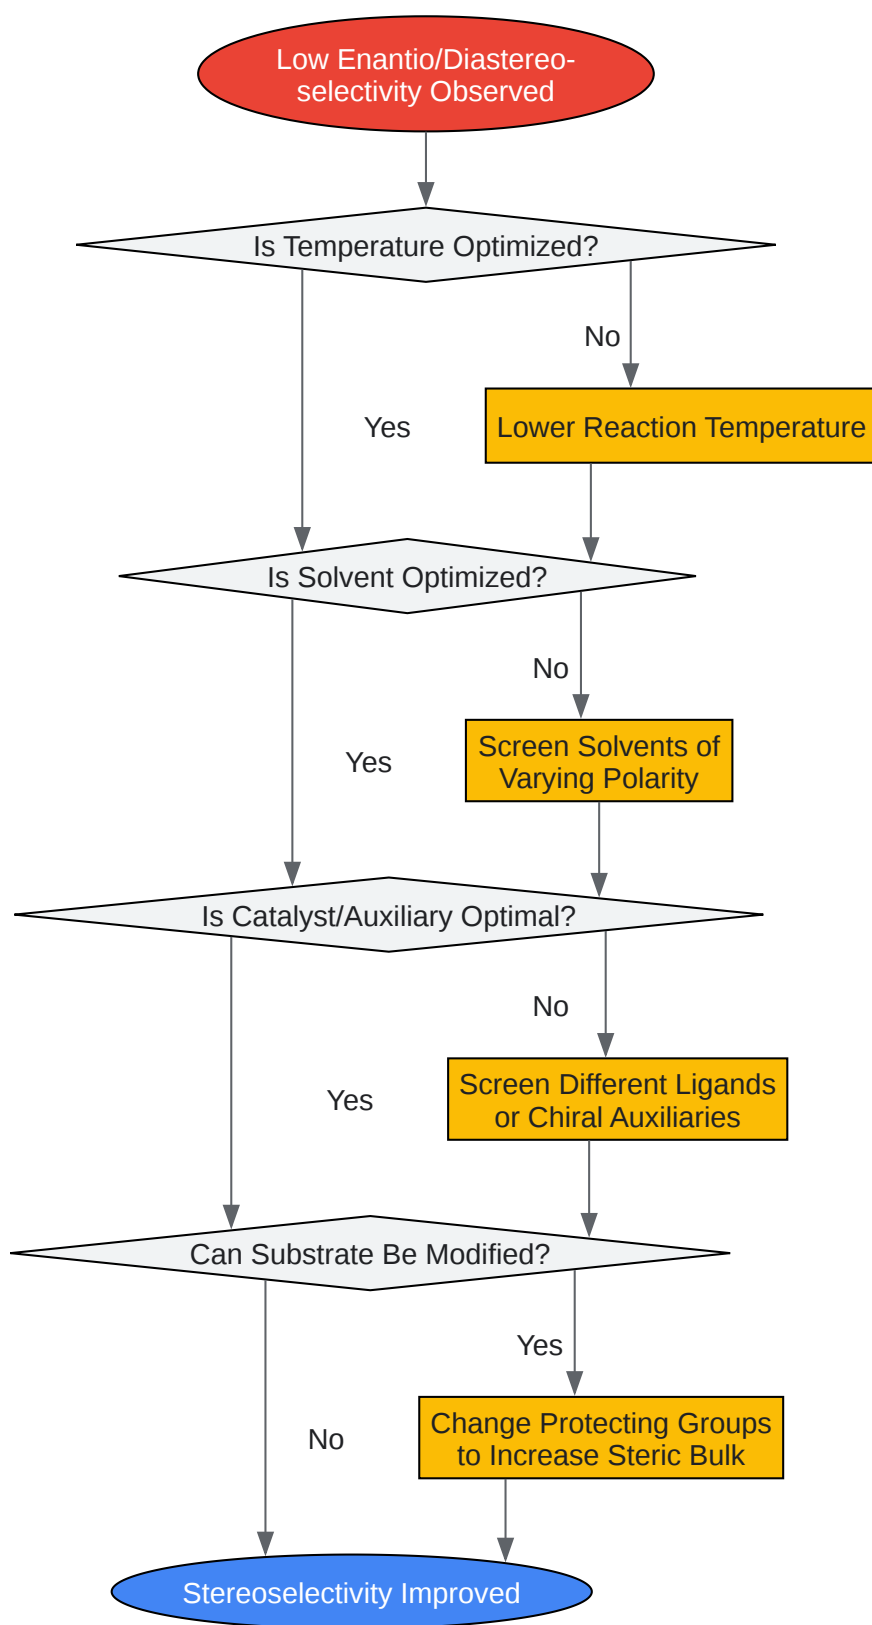 Low Enantio/Diastereo-
selectivity Observed
Is Temperature Optimized?
No
Yes
Lower Reaction Temperature
Is Solvent Optimized?
No
Screen Solvents of
Varying Polarity
Yes
Is Catalyst/Auxiliary Optimal?
No
Screen Different Ligands
or Chiral Auxiliaries
Yes
Can Substrate Be Modified?
Yes
Change Protecting Groups
to Increase Steric Bulk
No
Stereoselectivity Improved